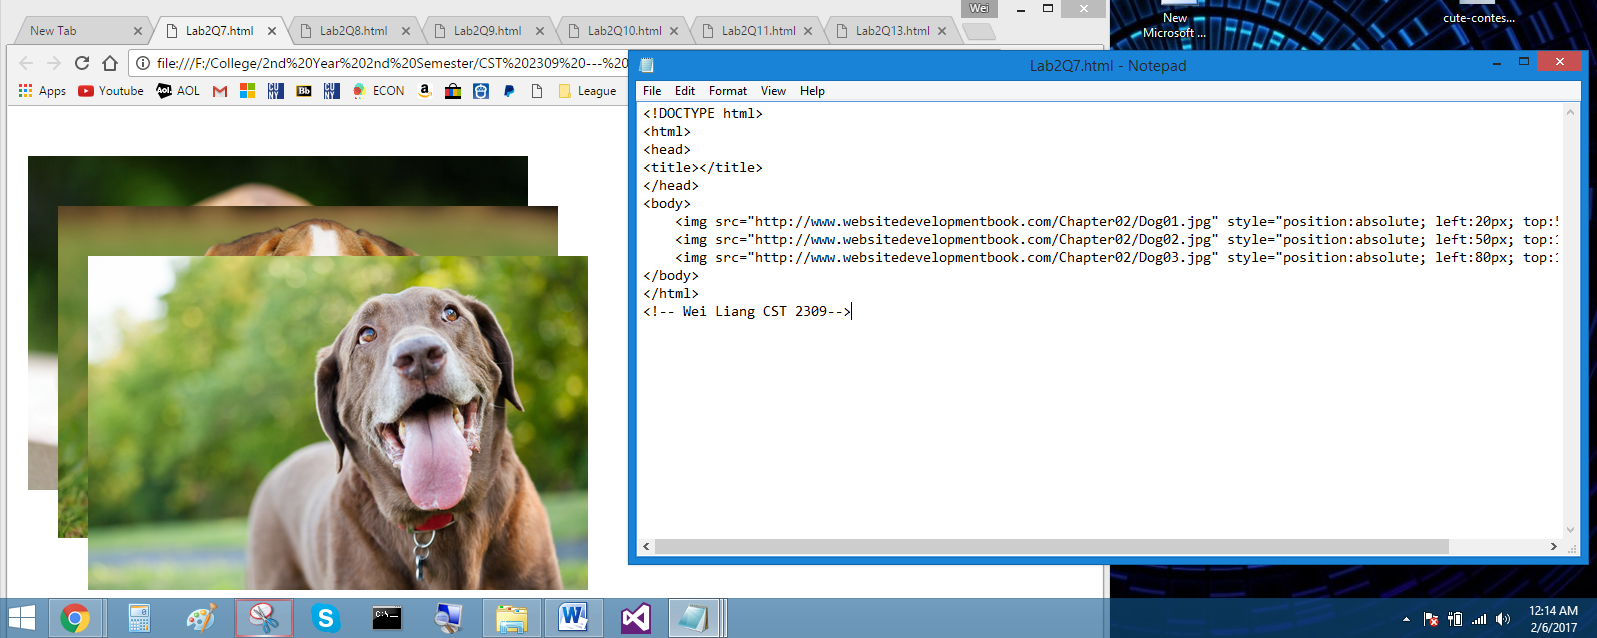 Wei
New Tab
Lab2Q7.html
Lab2Q8.html
Lab2Q9.html
Lab2Q10.html
Lab2Q11.html
Lab2Q13.html
file:///F:/College/2nd%20Year%202nd%20Semester/CST%202309%20---%20
Apps
Youtube
AOL
CU NY
Bb
CU NY
ECON
League
New
Microsoft ...
cute-contes...
Lab2Q7.html - Notepad
File Edit Format View Help
<!DOCTYPE html>
<html>
<head>
<title></title>
</head>
<body>
<img src="http://www.websitedevelopmentbook.com/Chapter02/Dog01.jpg" style="position:absolute; left:20px; top:
<img src="http://www.websitedevelopmentbook.com/Chapter02/Dog02.jpg" style="position:absolute; left:50px; top:
<img src="http://www.websitedevelopmentbook.com/Chapter02/Dog03.jpg" style="position:absolute; left:80px; top:
</body>
</html>
<!-- Wei Liang CST 2309-->
12:14 AM
2/6/2017